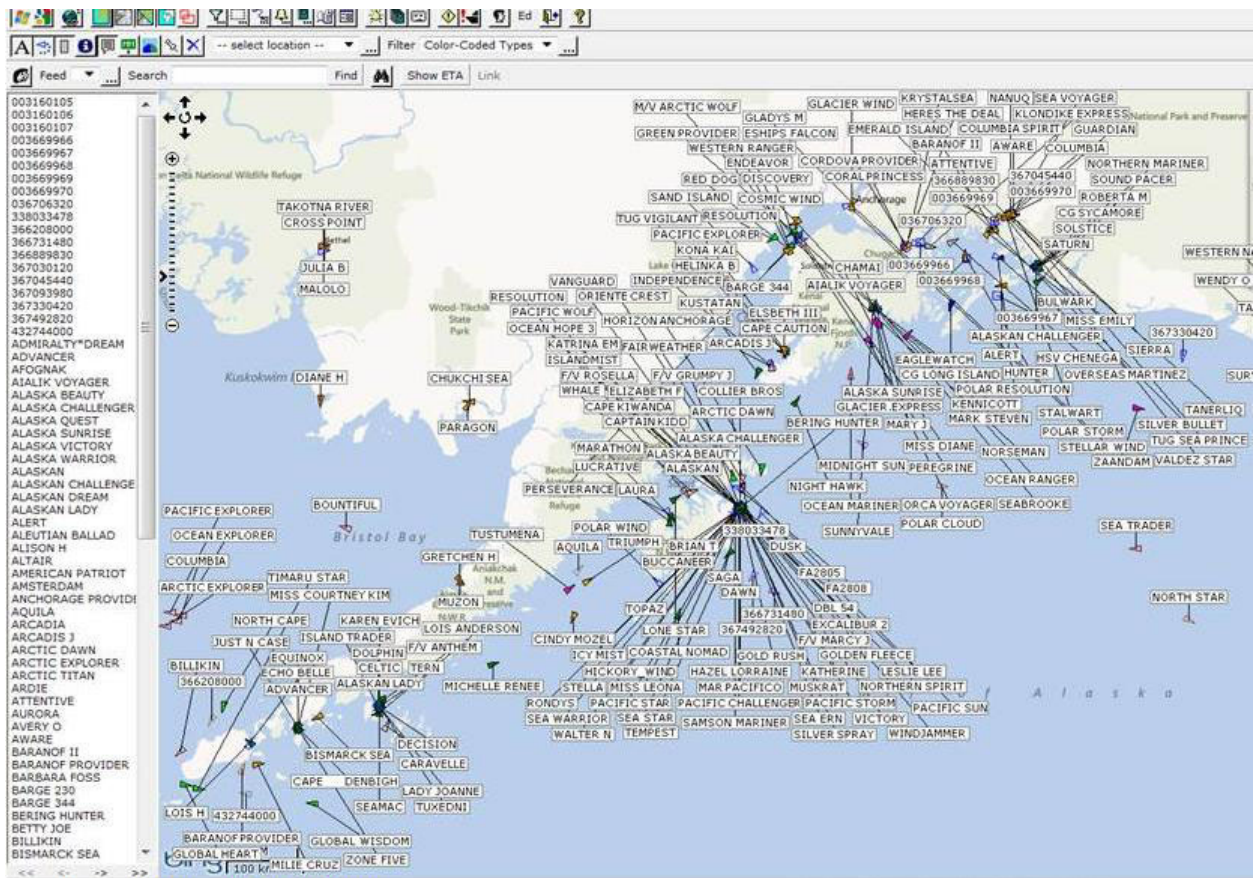 Ed
-- select location --
Filter
Color-Coded Types
Feed
Search
Find
Show ETA
Link
003160105
003160106
003160107
003669966
003669967
003669968
003669969
003669970
036706320
338033478
366208000
366731480
366889830
367030120
367045440
367093980
367330420
367492820
432744000
ADMIRALTY*DREAM
ADVANCER
AFOGNAK
AIALIK VOYAGER
ALASKA BEAUTY
ALASKA CHALLENGER
ALASKA QUEST
ALASKA SUNRISE
ALASKA VICTORY
ALASKA WARRIOR
ALASKAN
ALASKAN CHALLENGE
ALASKAN DREAM
ALASKAN LADY
ALERT
ALEUTIAN BALLAD
ALISON H
ALTAIR
AMERICAN PATRIOT
AMSTERDAM
ANCHORAGE PROVIDE
AQUILA
ARCADIA
ARCADIS J
ARCTIC DAWN
ARCTIC EXPLORER
ARCTIC TITAN
ARDIE
ATTENTIVE
AURORA
AVERY O
AWARE
BARANOF II
BARANOF PROVIDER
BARBARA FOSS
BARGE 230
BARGE 344
BERING HUNTER
BETTY JOE
BILLIKIN
BISMARCK SEA
<<
<-
->
>>
M/V ARCTIC WOLF
GLACIER WIND
KRYSTALSEA
NANUQ
SEA VOYAGER
GLADYS M
HERES THE DEAL
KLONDIKE EXPRESS
National Park and Preserve
GREEN PROVIDER
ESHIPS FALCON
EMERALD ISLAND
COLUMBIA SPIRIT
GUARDIAN
WESTERN RANGER
BARANOF II
AWARE
COLUMBIA
ENDEAVOR
CORDOVA PROVIDER
ATTENTIVE
NORTHERN MARINER
RED DOG
DISCOVERY
CORAL PRINCESS
366889830
367045440
SOUND PACER
SAND ISLAND
COSMIC WIND
Anchorage
003669969
003669970
ROBERTA M
National Wildlife Refuge
TAKOTNA RIVER
CROSS POINT
TUG VIGILANT
RESOLUTION
036706320
CG SYCAMORE
SOLSTICE
PACIFIC EXPLORER
SATURN
KONA KAI
JULIA B
HELINKA B
CHAMAI
003669966
MALOLO
VANGUARD
INDEPENDENCE
BARGE 344
AIALIK VOYAGER
003669968
WENDY O
RESOLUTION
ORIENTE CREST
KUSTATAN
BULWARK
PACIFIC WOLF
ELSBETH III
003669967
MISS EMILY
Wood-Tikchik
State
Park
OCEAN HOPE 3
HORIZON ANCHORAGE
CAPE CAUTION
367330420
KATRINA EM
FAIRWEATHER
ARCADIS J
ALASKAN CHALLENGER
SIERRA
ISLANDMIST
EAGLEWATCH
ALERT
HSV CHENEGA
F/V ROSELLA
F/V GRUMPY J
CG LONG ISLAND
HUNTER
OVERSEAS MARTINEZ
DIANE H
CHUKCHI SEA
WHALE
ELIZABETH F
COLLIER BROS
ALASKA SUNRISE
POLAR RESOLUTION
CAPE KIWANDA
ARCTIC DAWN
GLACIER EXPRESS
KENNICOTT
STALWART
TANERLIQ
CAPTAIN KIDD
BERING HUNTER
MARY J
MARK STEVEN
SILVER BULLET
PARAGON
ALASKA CHALLENGER
POLAR STORM
TUG SEA PRINCE
MARATHON
ALASKA BEAUTY
MISS DIANE
NORSEMAN
STELLAR WIND
LUCRATIVE
ALASKAN
MIDNIGHT SUN
PEREGRINE
ZAANDAM
VALDEZ STAR
PERSEVERANCE
LAURA
NIGHT HAWK
OCEAN RANGER
Refuge
BOUNTIFUL
OCEAN MARINER
ORCA VOYAGER
SEABROOKE
PACIFIC EXPLORER
POLAR CLOUD
SEA TRADER
Bristol Bay
TUSTUMENA
POLAR WIND
338033478
SUNNYVALE
OCEAN EXPLORER
AQUILA
TRIUMPH
BRIAN T
DUSK
COLUMBIA
GRETCHEN H
BUCCANEER
ARCTIC EXPLORER
TIMARU STAR
Aniakchak
N.M.
and
SAGA
FA2805
MISS COURTNEY KIM
DAWN
FA2808
NORTH STAR
MUZON
TOPAZ
366731480
DBL 54
NORTH CAPE
KAREN EVICH
LOIS ANDERSON
LONE STAR
367492820
EXCALIBUR 2
JUST N CASE
ISLAND TRADER
CINDY MOZEL
F/V MARCY J
DOLPHIN
F/V ANTHEM
ICY MIST
COASTAL NOMAD
GOLD RUSH
GOLDEN FLEECE
BILLIKIN
EQUINOX
CELTIC
TERN
HICKORY WIND
HAZEL LORRAINE
KATHERINE
LESLIE LEE
366208000
ECHO BELLE
ALASKAN LADY
MICHELLE RENEE
STELLA
MISS LEONA
MAR PACIFICO
MUSKRAT
NORTHERN SPIRIT
Alaska
ADVANCER
RONDYS
PACIFIC STAR
PACIFIC CHALLENGER
PACIFIC STORM
PACIFIC SUN
SEA WARRIOR
SEA STAR
SAMSON MARINER
SEA ERN
VICTORY
WALTER N
TEMPEST
SILVER SPRAY
WINDJAMMER
DECISION
BISMARCK SEA
CARAVELLE
CAPE
DENBIGH
LADY JOANNE
SEAMAC
TUXEDNI
LOIS H
432744000
BARANOF PROVIDER
GLOBAL WISDOM
GLOBAL HEART
MILIE CRUZ
ZONE FIVE